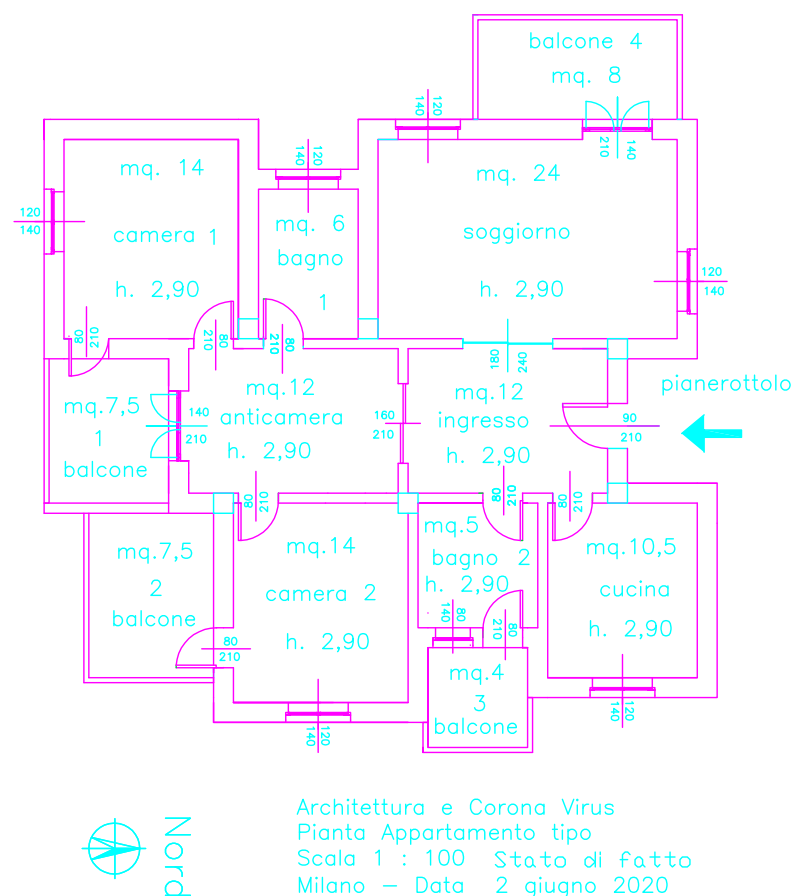 balcone 4
mq. 8
120
140
210
140
120
140
mq. 14
camera 1
h. 2,90
120
140
mq. 6
bagno
1
mq. 24
soggiorno
h. 2,90
120
140
80
210
210
80
210
80
180
240
mq.7,5
1
balcone
140
210
mq.12
anticamera
h. 2,90
160
210
mq.12
ingresso
h. 2,90
pianerottolo
90
210
80
210
80
210
80
210
mq.7,5
2
balcone
80
210
mq.14
camera 2
h. 2,90
mq.5
bagno 2
h. 2,90
140
80
210
80
mq.10,5
cucina
h. 2,90
mq.4
3
balcone
140
120
140
120
Nord
Architettura e Corona Virus
Pianta Appartamento tipo
Scala 1 : 100 Stato di fatto
Milano - Data 2 giugno 2020